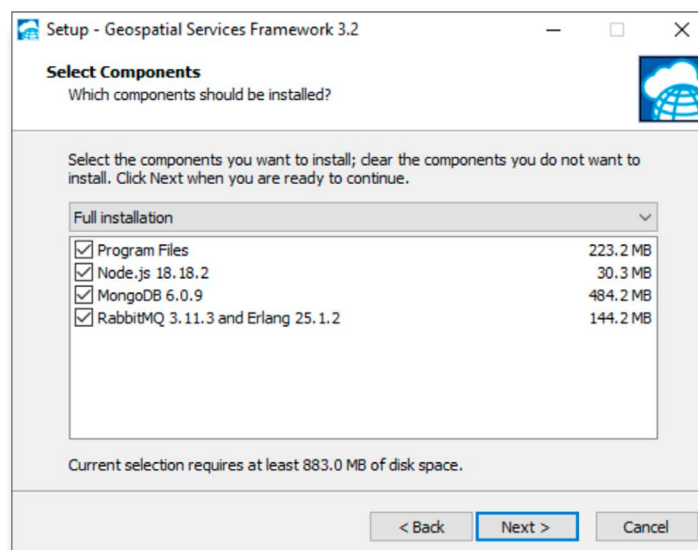 Setup - Geospatial Services Framework 3.2
Select Components
Which components should be installed?
Select the components you want to install; clear the components you do not want to
install. Click Next when you are ready to continue.
Full installation
Program Files 223.2 MB
Node.js 18.18.2 30.3 MB
MongoDB 6.0.9 484.2 MB
RabbitMQ 3.11.3 and Erlang 25.1.2 144.2 MB
Current selection requires at least 883.0 MB of disk space.
< Back Next > Cancel